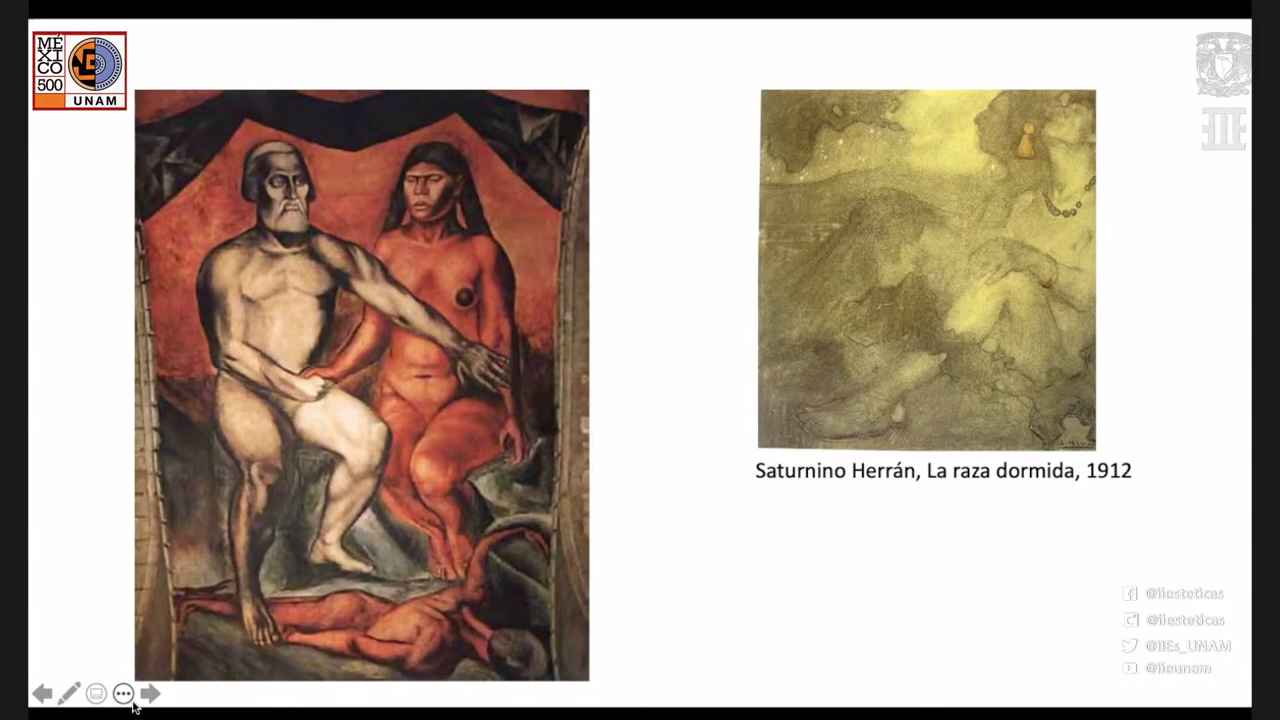 MÉ
XI
CO
500
UNAM
Saturnino Herrán, La raza dormida, 1912
@iiesteticas
@iiesteticas
@IIEs_UNAM
@iieunam